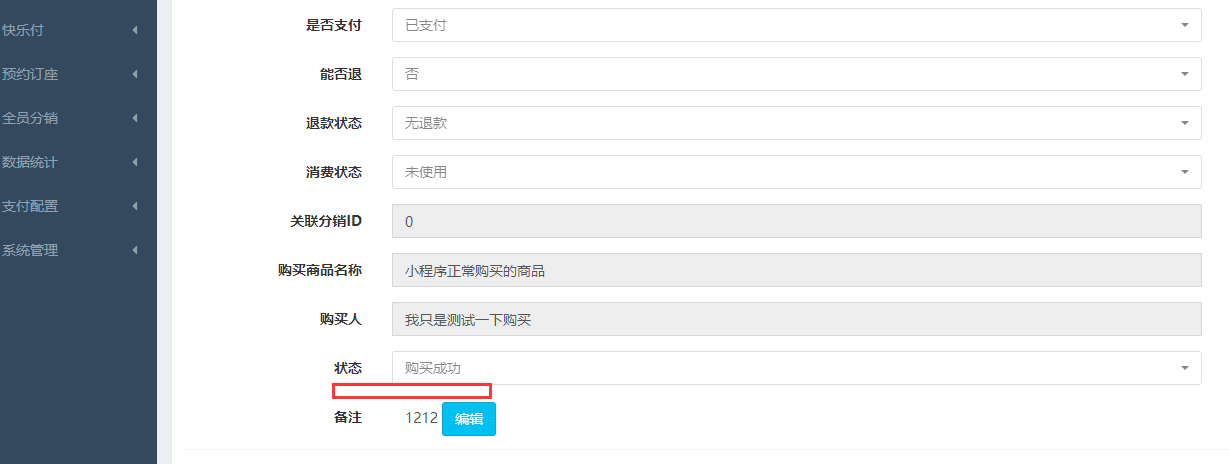 快乐付
预约订座
全员分销
数据统计
支付配置
系统管理
是否支付 已支付
能否退 否
退款状态 无退款
消费状态 未使用
关联分销ID 0
购买商品名称 小程序正常购买的商品
购买人 我只是测试一下购买
状态 购买成功
备注 1212 编辑